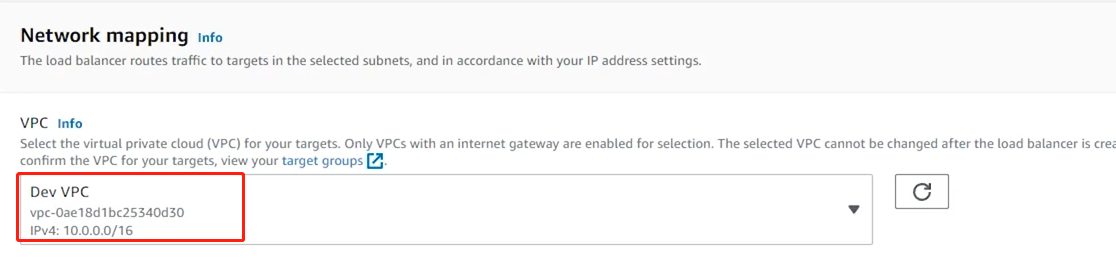 Network mapping Info
The load balancer routes traffic to targets in the selected subnets, and in accordance with your IP address settings.
VPC Info
Select the virtual private cloud (VPC) for your targets. Only VPCs with an internet gateway are enabled for selection. The selected VPC cannot be changed after the load balancer is crea
confirm the VPC for your targets, view your target groups.
Dev VPC
vpc-0ae18d1bc25340d30
IPv4: 10.0.0.0/16